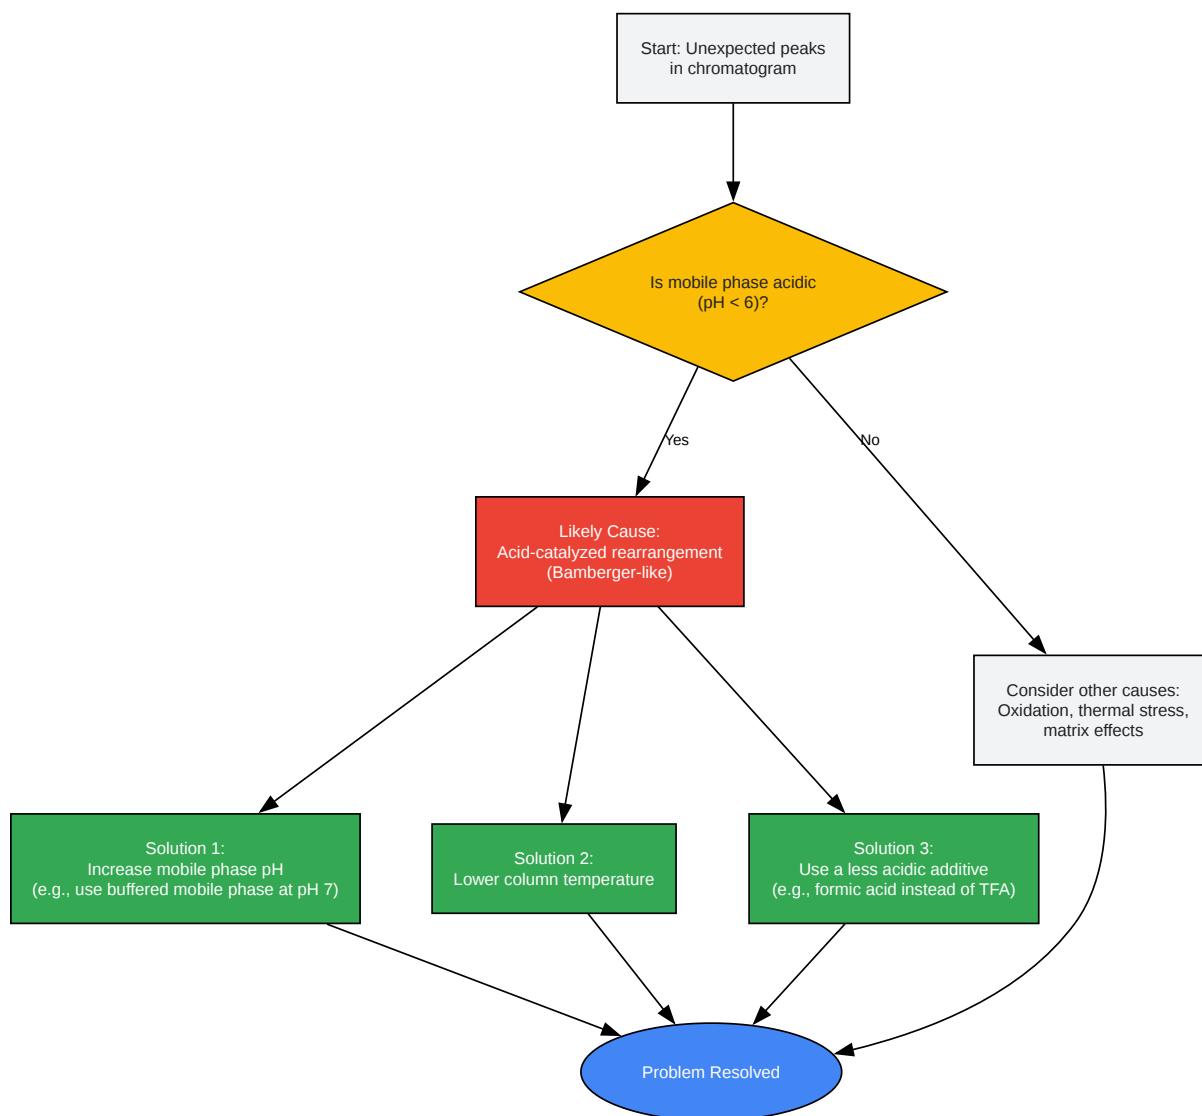 Start: Unexpected peaks
in chromatogram
Is mobile phase acidic
(pH < 6)?
Yes
No
Likely Cause:
Acid-catalyzed rearrangement
(Bamberger-like)
Consider other causes:
Oxidation, thermal stress,
matrix effects
Solution 1:
Increase mobile phase pH
(e.g., use buffered mobile phase at pH 7)
Solution 2:
Lower column temperature
Solution 3:
Use a less acidic additive
(e.g., formic acid instead of TFA)
Problem Resolved